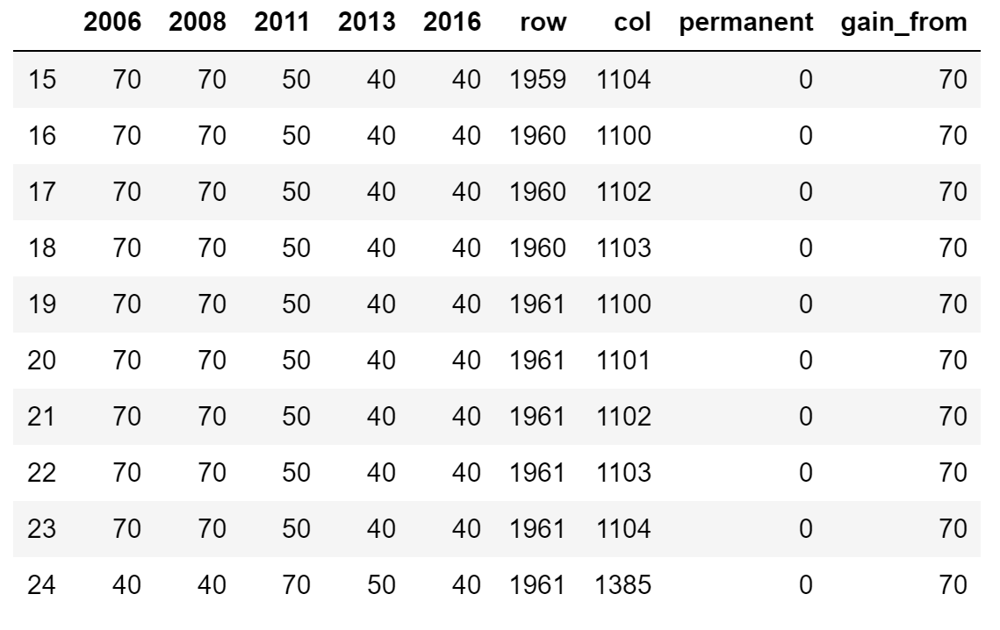 2006 2008 2011 2013 2016 row col permanent gain_from
15 70 70 50 40 40 1959 1104 0 70
16 70 70 50 40 40 1960 1100 0 70
17 70 70 50 40 40 1960 1102 0 70
18 70 70 50 40 40 1960 1103 0 70
19 70 70 50 40 40 1961 1100 0 70
20 70 70 50 40 40 1961 1101 0 70
21 70 70 50 40 40 1961 1102 0 70
22 70 70 50 40 40 1961 1103 0 70
23 70 70 50 40 40 1961 1104 0 70
24 40 40 70 50 40 1961 1385 0 70